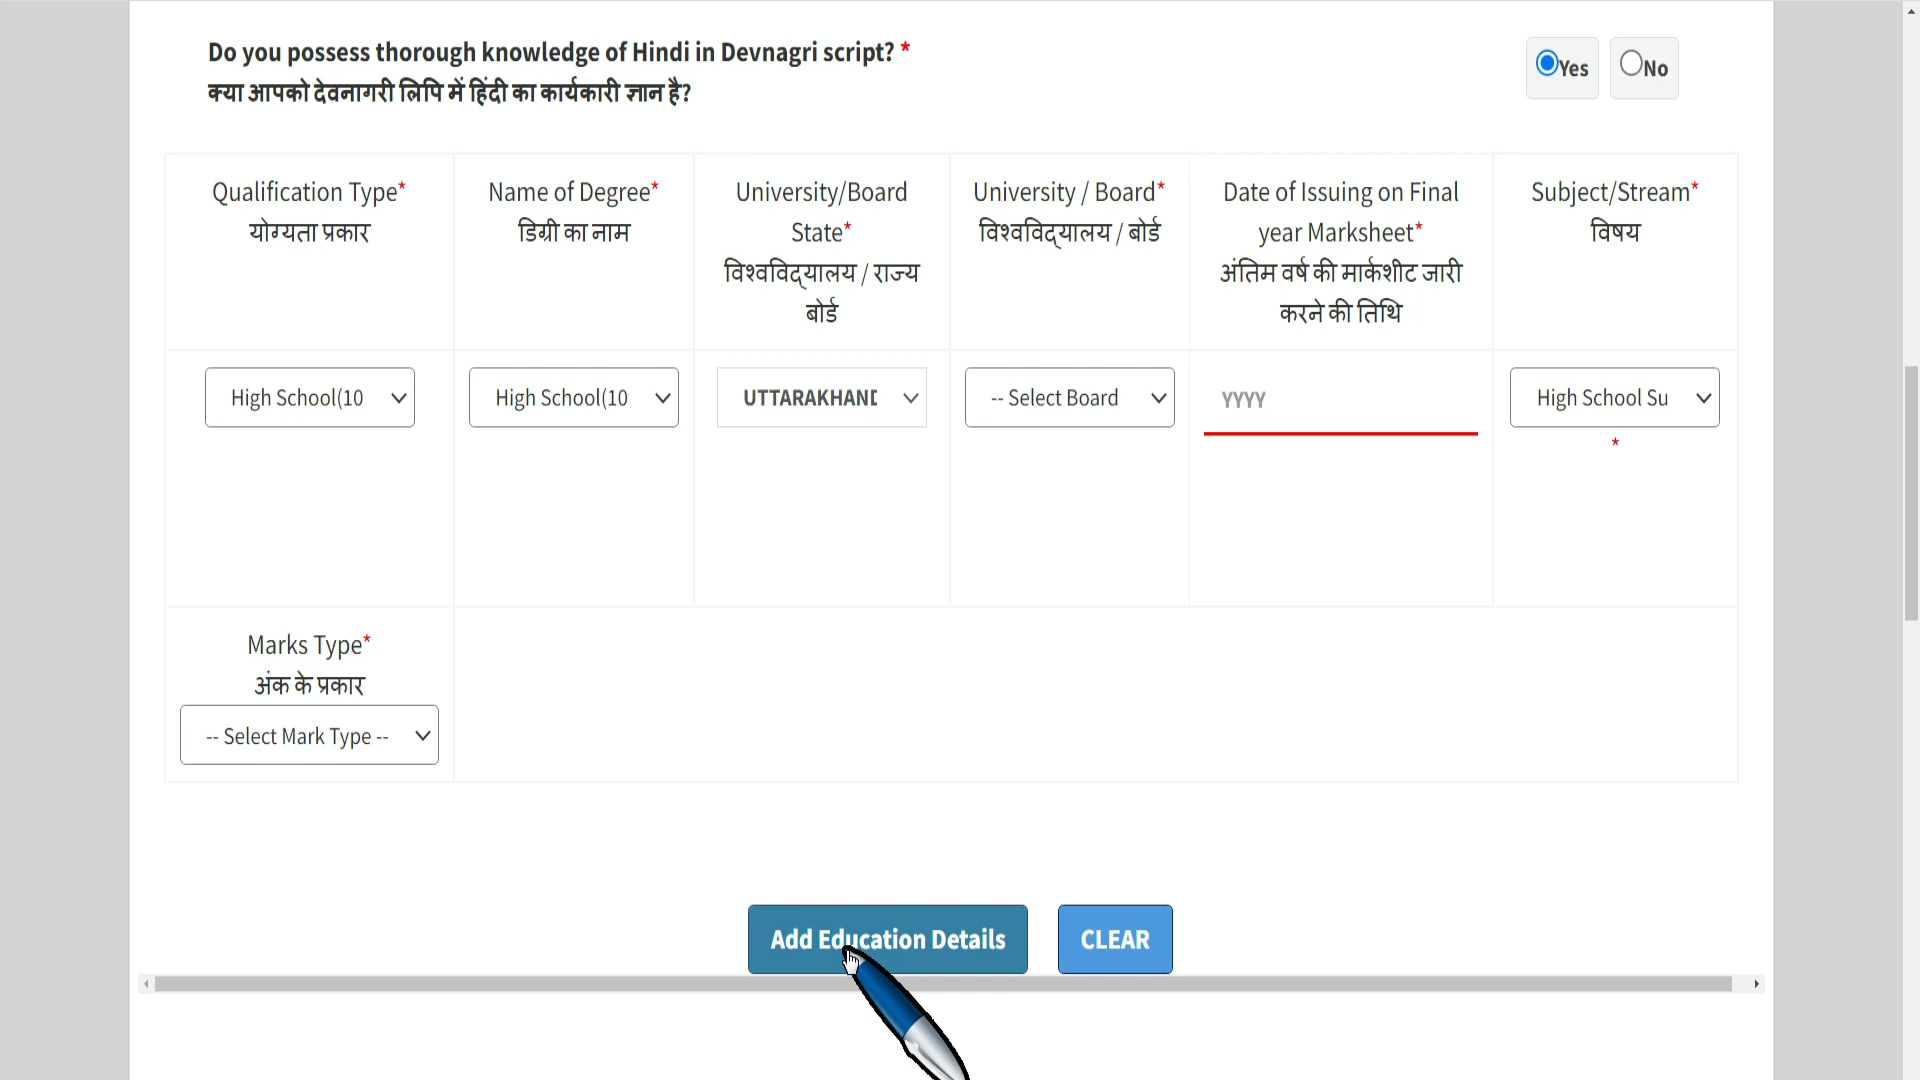 Do you possess thorough knowledge of Hindi in Devnagri script? *
क्या आपको देवनागरी लिपि में हिंदी का कार्यकारी ज्ञान है?
Yes
No
Qualification Type*
योग्यता प्रकार
Name of Degree*
डिग्री का नाम
University/Board
State*
विश्वविद्यालय / राज्य
बोर्ड
University / Board*
विश्वविद्यालय / बोर्ड
Date of Issuing on Final
year Marksheet*
अंतिम वर्ष की मार्कशीट जारी
करने की तिथि
Subject/Stream*
विषय
High School(10
High School(10
UTTARAKHAND
-- Select Board
YYYY
High School Su
*
Marks Type*
अंक के प्रकार
-- Select Mark Type --
Add Education Details
CLEAR